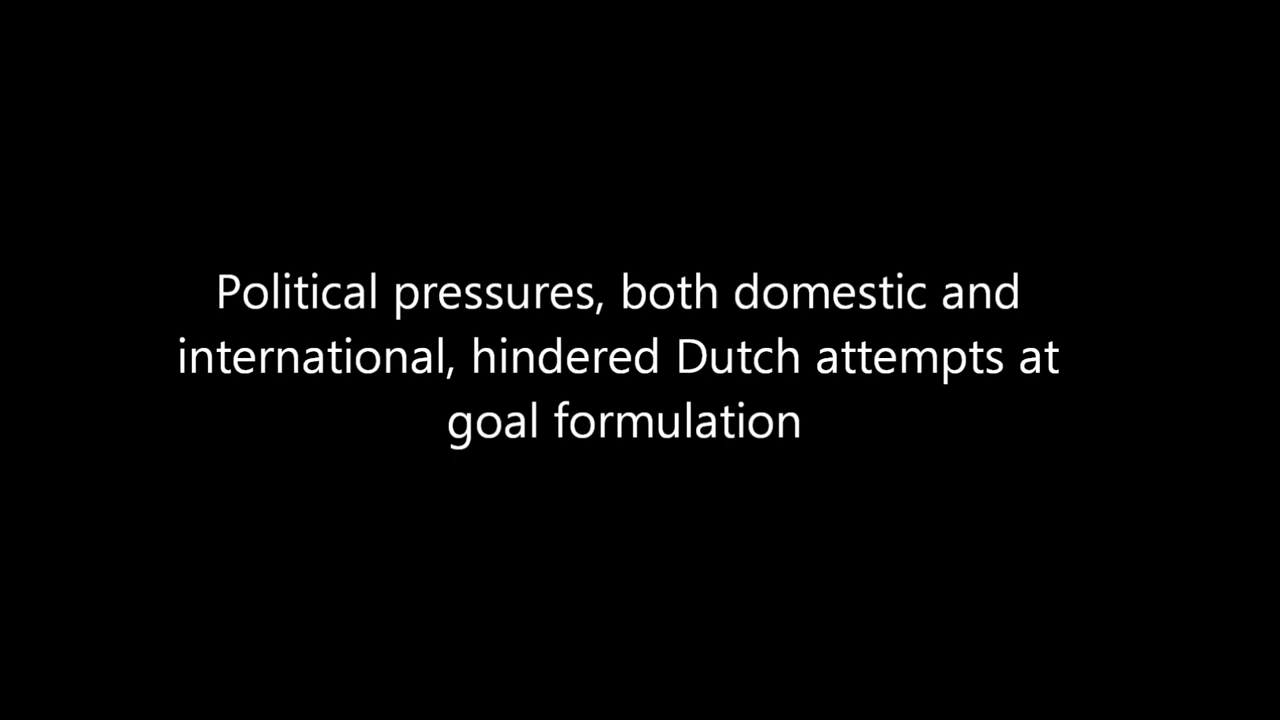 Political pressures, both domestic and
international, hindered Dutch attempts at
goal formulation